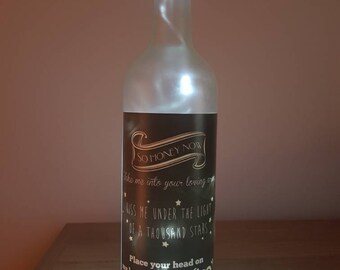 SO HONEY NOW
Take me into your loving
KISS ME UNDER THE LIGHT
OF A THOUSAND STARS
Place your head on